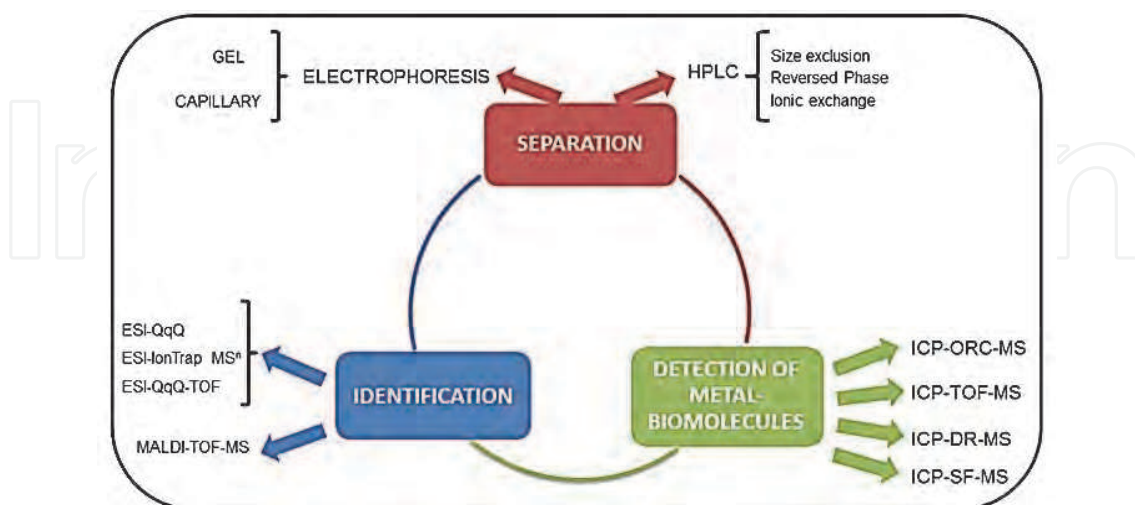 GEL
CAPILLARY
ELECTROPHORESIS
HPLC
Size exclusion
Reversed Phase
Ionic exchange
SEPARATION
ESI-QqQ
ESI-IonTrap MSⁿ
ESI-QqQ-TOF
MALDI-TOF-MS
IDENTIFICATION
DETECTION OF
METAL-
BIOMOLECULES
ICP-ORC-MS
ICP-TOF-MS
ICP-DR-MS
ICP-SF-MS